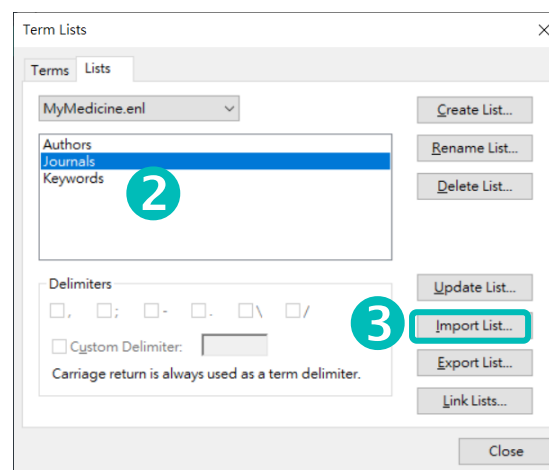 Term Lists
Terms Lists
MyMedicine.enl
Create List...
Authors
Journals
Keywords
2
Rename List...
Delete List...
Delimiters
, ; - . \ /
Custom Delimiter:
Carriage return is always used as a term delimiter.
Update List...
3
Import List...
Export List...
Link Lists...
Close